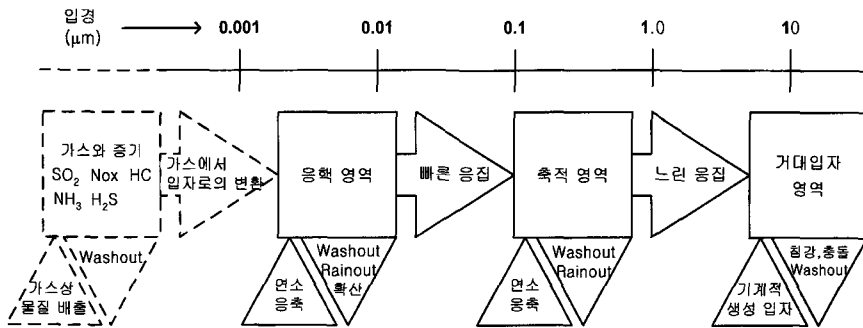 입경
(μm)
0.001
0.01
0.1
1.0
10
가스와 증기
SO2 Nox HC
NH3 H2S
가스에서
입자로의 변환
응핵 영역
빠른 응집
축적 영역
느린 응집
거대입자
영역
가스상
물질 배출
Washout
연소
응축
Washout
Rainout
확산
연소
응축
Washout
Rainout
기계적
생성 입자
침강,충돌
Washout